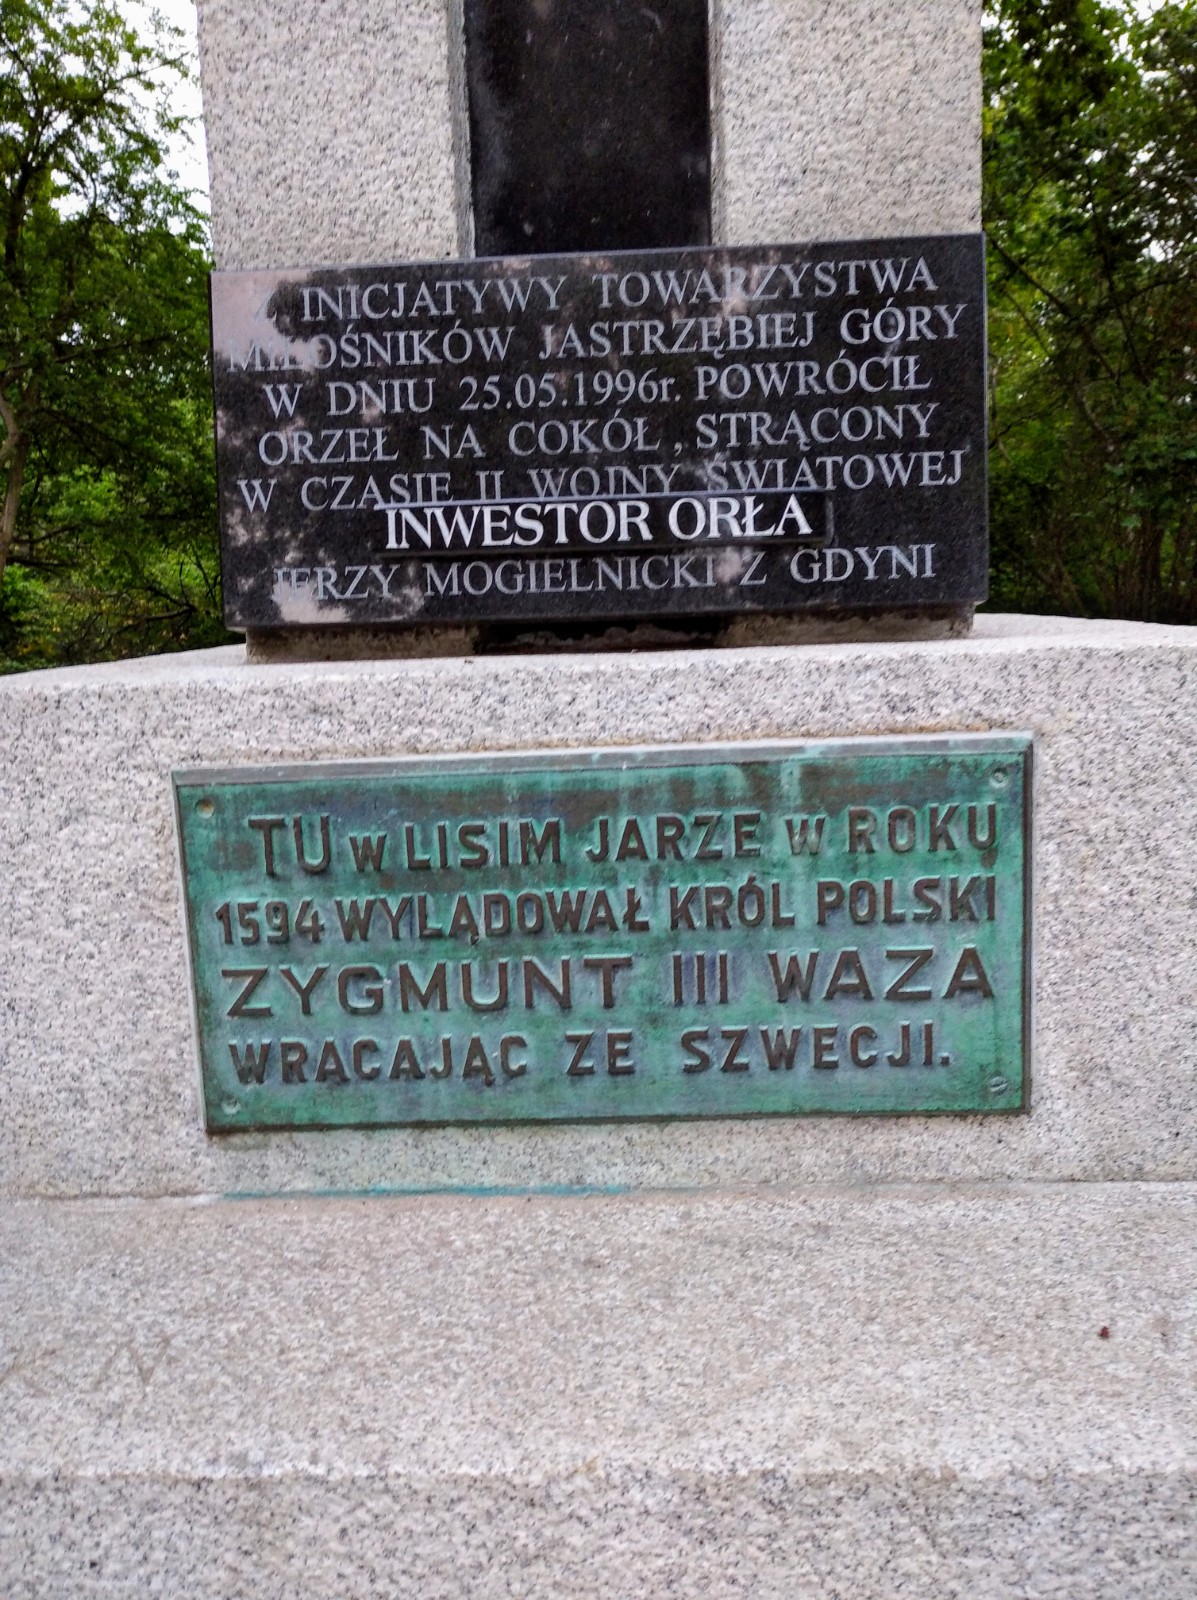 Z INICJATYWY TOWARZYSTWA
MIŁOŚNIKÓW JASTRZĘBIEJ GÓRY
W DNIU 25.05.1996r. POWRÓCIŁ
ORZEŁ NA COKÓŁ, STRĄCONY
W CZASIE II WOJNY ŚWIATOWEJ
INWESTOR ORŁA
JERZY MOGIELNICKI Z GDYNI
TU W LISIM JARZE W ROKU
1594 WYLĄDOWAŁ KRÓL POLSKI
ZYGMUNT III WAZA
WRACAJĄC ZE SZWECJI.